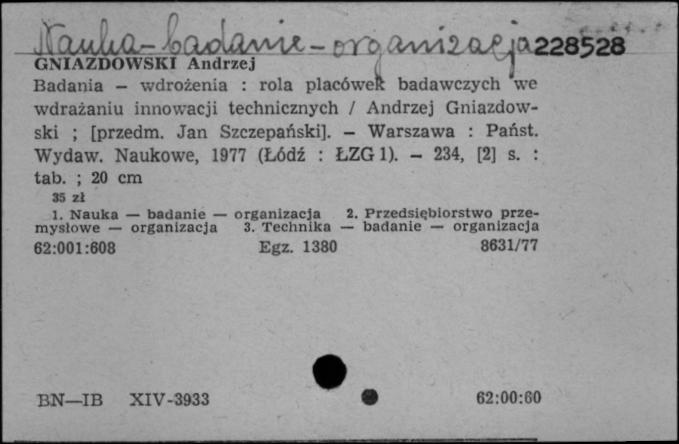 Nauka – badanie – organizacja 228528
GNIAZDOWSKI Andrzej
Badania – wdrożenia : rola placówek badawczych we
wdrażaniu innowacji technicznych / Andrzej Gniazdow-
ski ; [przedm. Jan Szczepański]. – Warszawa : Państ.
Wydaw. Naukowe, 1977 (Łódź : ŁZG 1). – 234, [2] s. :
tab. ; 20 cm
35 zł
1. Nauka — badanie — organizacja 2. Przedsiębiorstwo prze-
mysłowe — organizacja 3. Technika — badanie — organizacja
62:001:608 Egz. 1380 8631/77
BN—IB XIV-3933 62:00:60